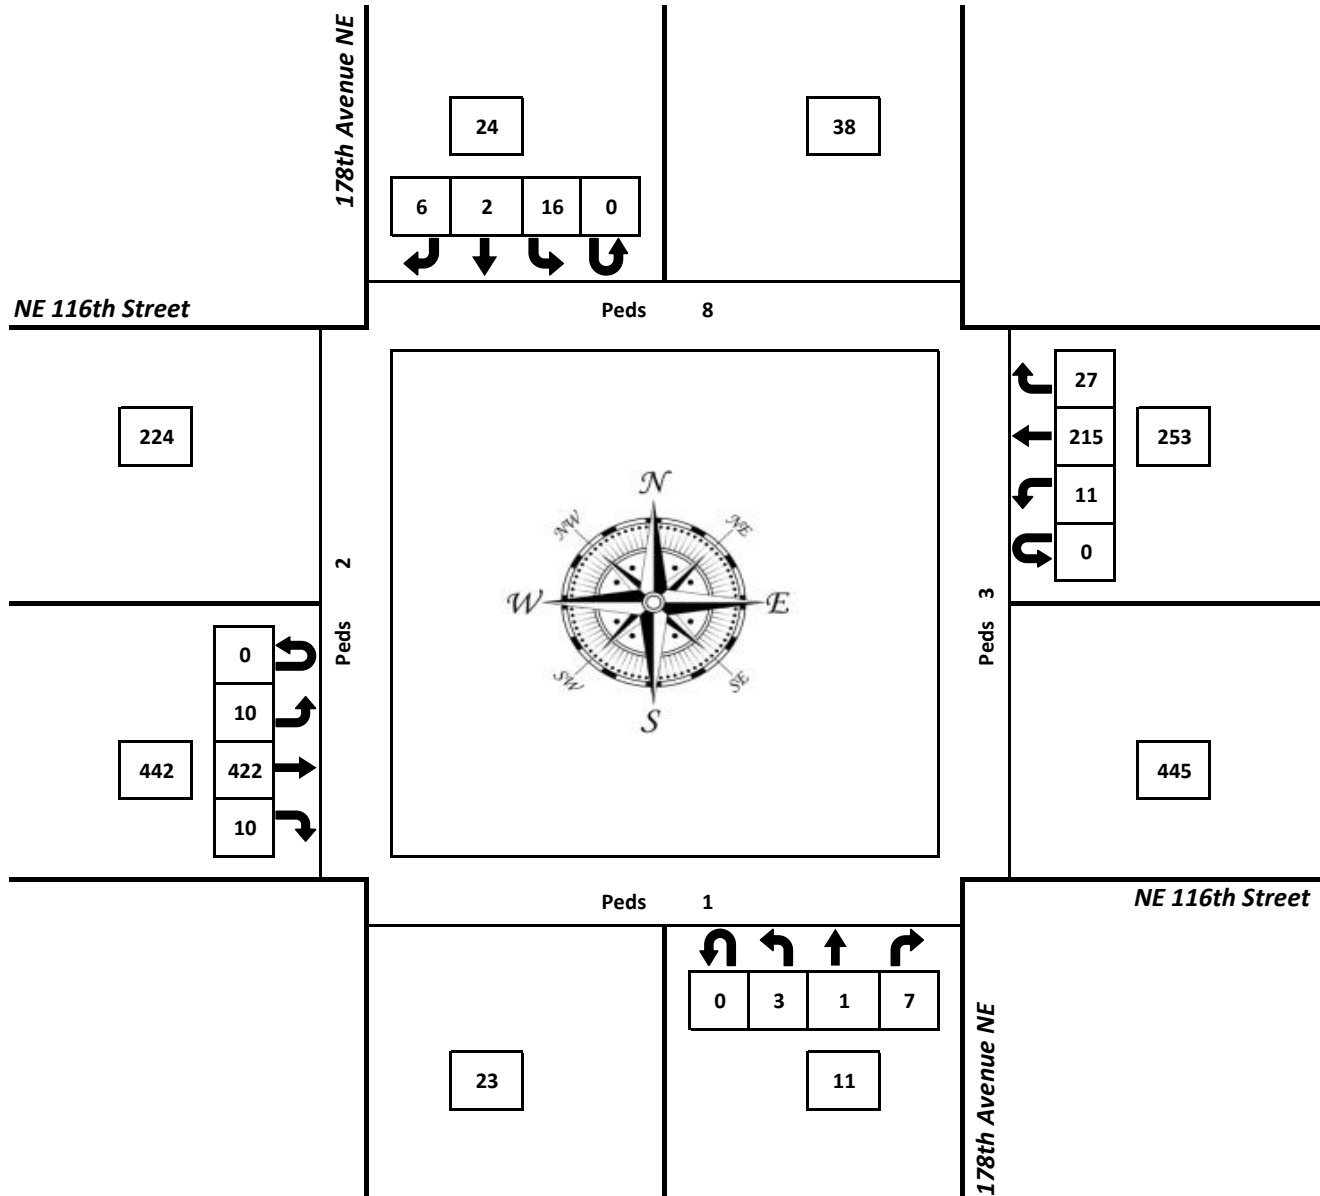 178th Avenue NE
24
38
6 2 16 0
NE 116th Street
Peds 8
27
224
215
253
11
0
N
NW
NE
W
E
SW
SE
S
Peds 2
Peds 3
0
10
442
422
445
10
Peds 1
NE 116th Street
0 3 1 7
23
11
178th Avenue NE